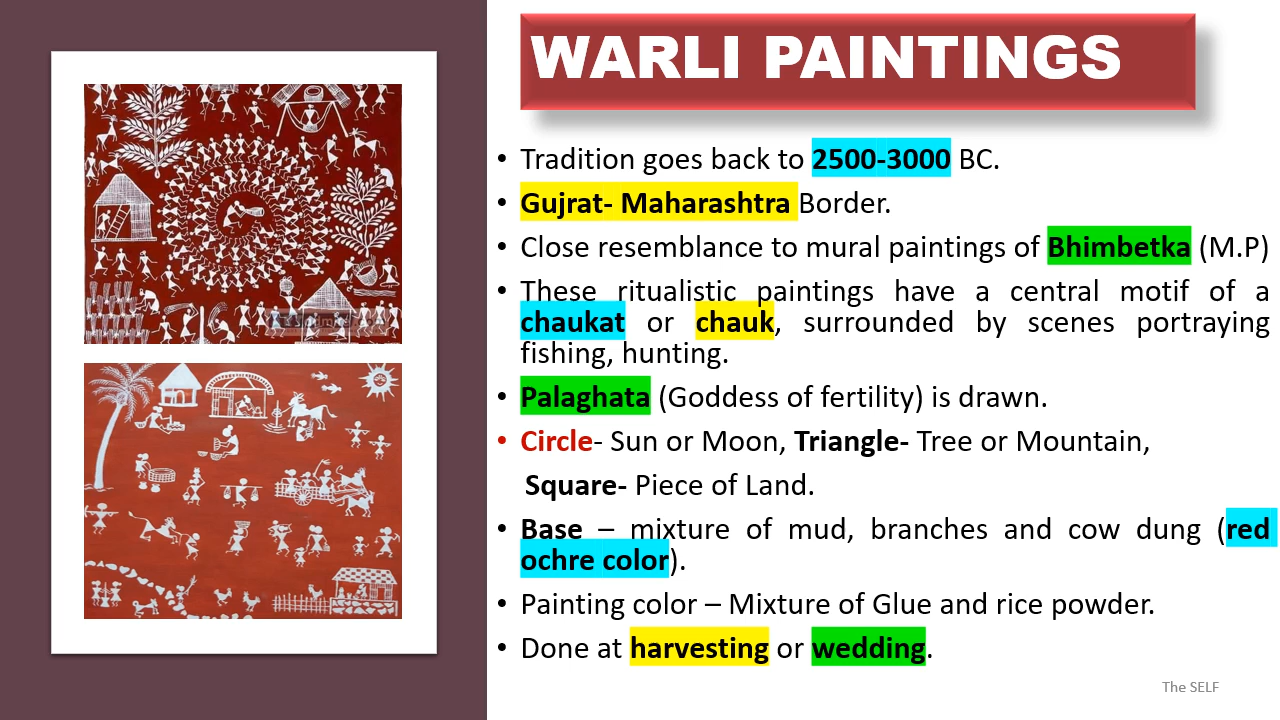 WARLI PAINTINGS
• Tradition goes back to 2500-3000 BC.
• Gujrat- Maharashtra Border.
• Close resemblance to mural paintings of Bhimbetka (M.P)
• These ritualistic paintings have a central motif of a
chaukat or chauk, surrounded by scenes portraying
fishing, hunting.
• Palaghata (Goddess of fertility) is drawn.
• Circle- Sun or Moon, Triangle- Tree or Mountain,
Square- Piece of Land.
• Base – mixture of mud, branches and cow dung (red
ochre color).
• Painting color – Mixture of Glue and rice powder.
• Done at harvesting or wedding.
The SELF